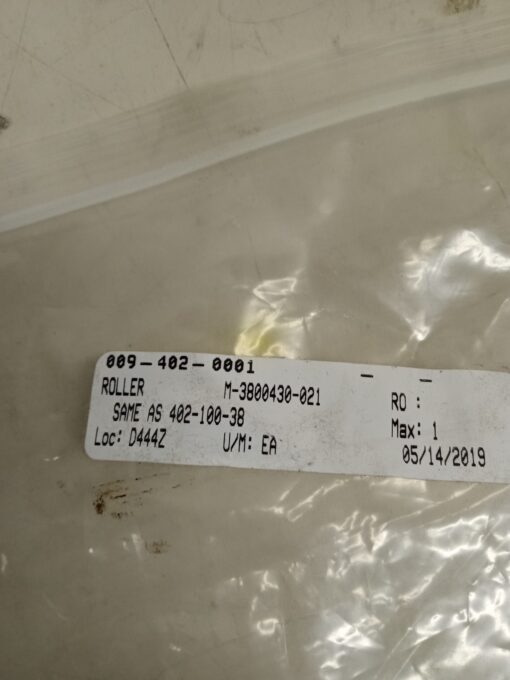 009-402-0001
ROLLER M-3800430-021 RO :
SAME AS 402-100-38 Max: 1
Loc: D444Z U/M: EA 05/14/2019